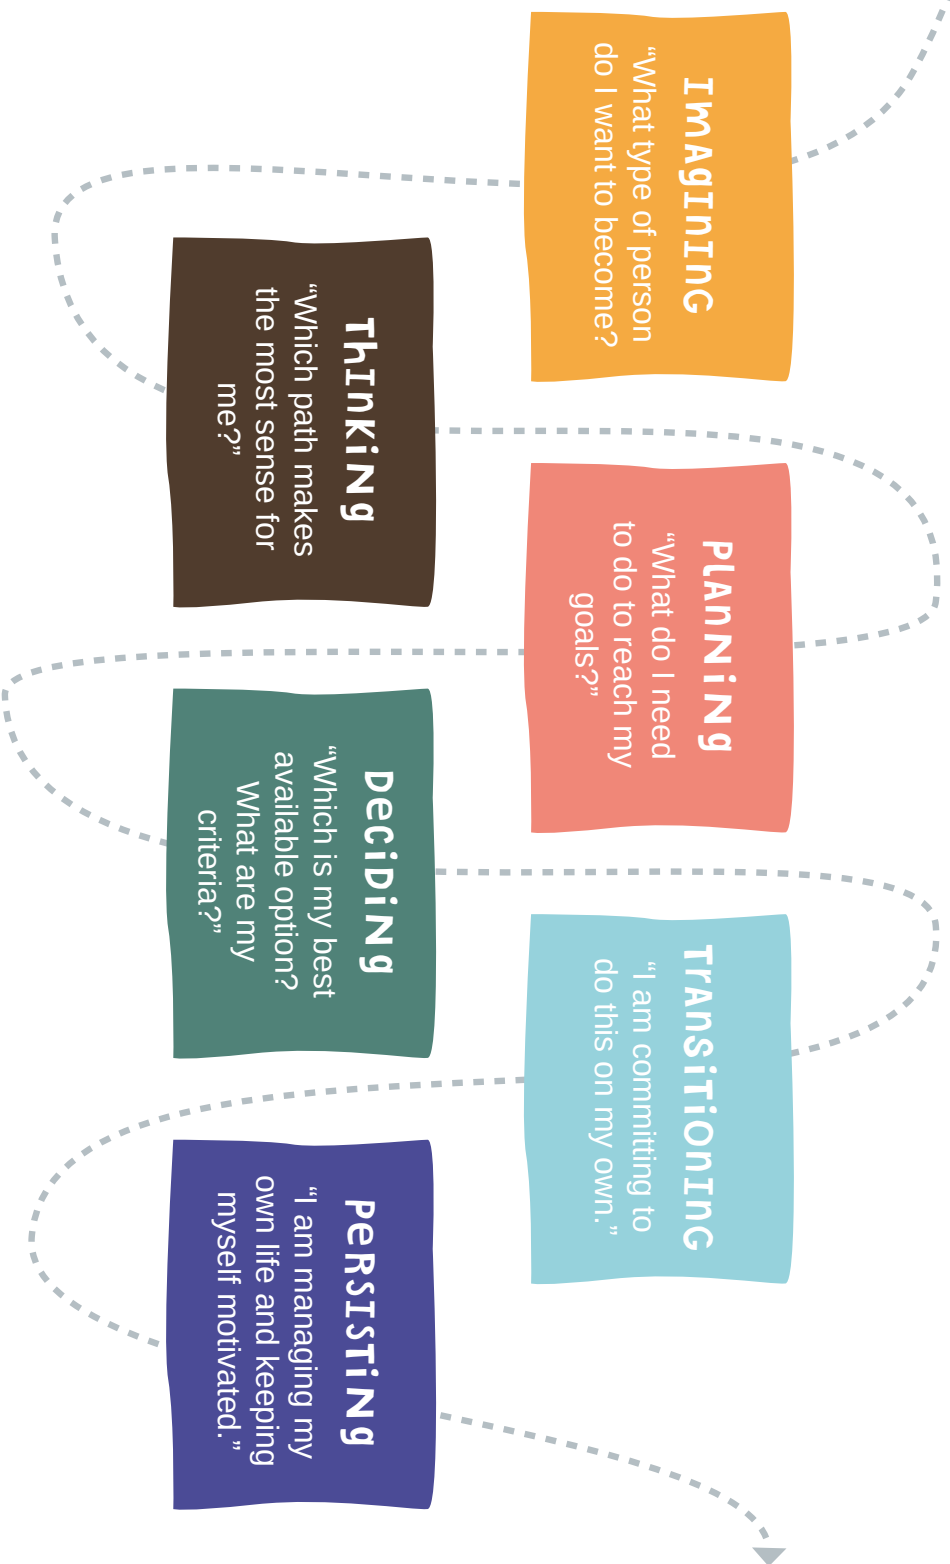 ImAgInInG
“What type of person
do I want to become?
ThInKiNg
“Which path makes
the most sense for
me?”
PlAnNiNg
“What do I need
to do to reach my
goals?”
DeCiDiNg
“Which is my best
available option?
What are my
criteria?”
TrAnSiTiOnInG
“I am committing to
do this on my own.”
PeRSISTiNg
“I am managing my
own life and keeping
myself motivated.”